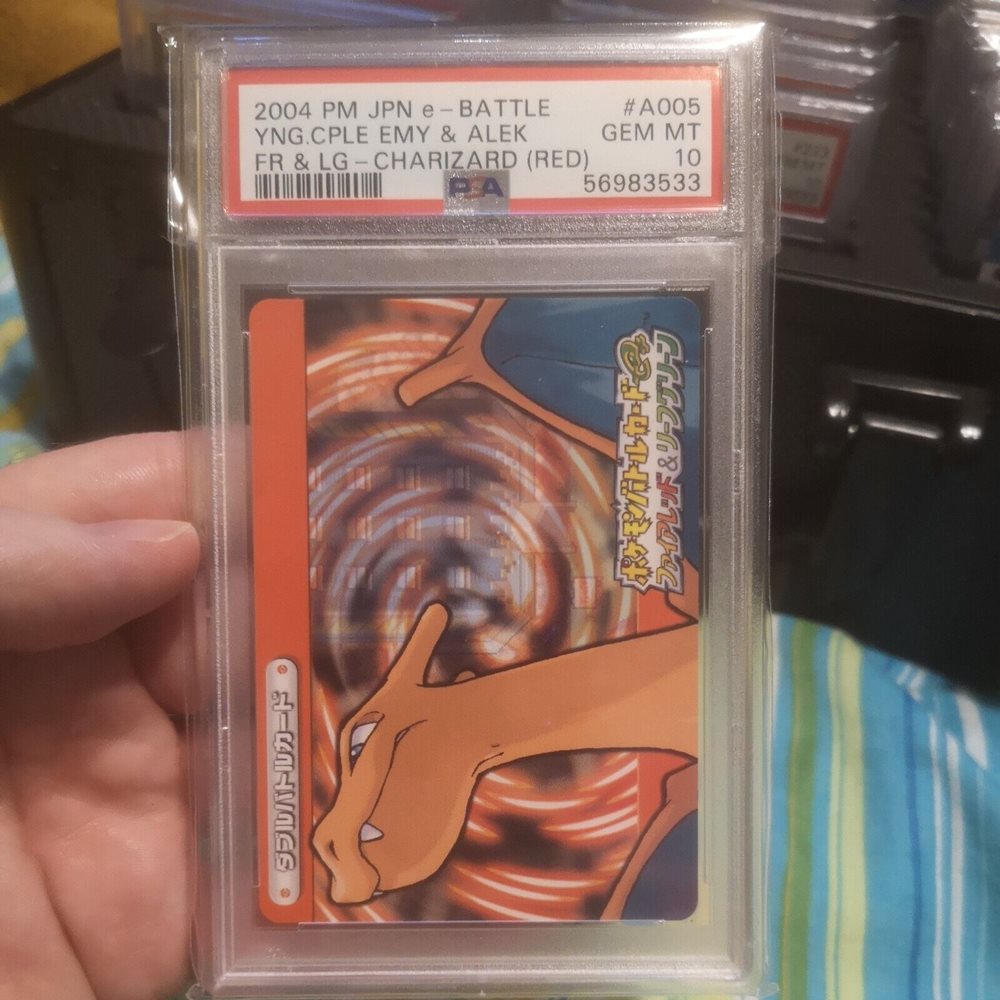 2004 PM JPN e-BATTLE #A005
YNG.CPLE EMY & ALEK GEM MT
FR & LG-CHARIZARD (RED) 10
PSA 56983533
ポケモンバトルカードe+
ファイアレッド&リーフグリーン
ダブルバトルカード